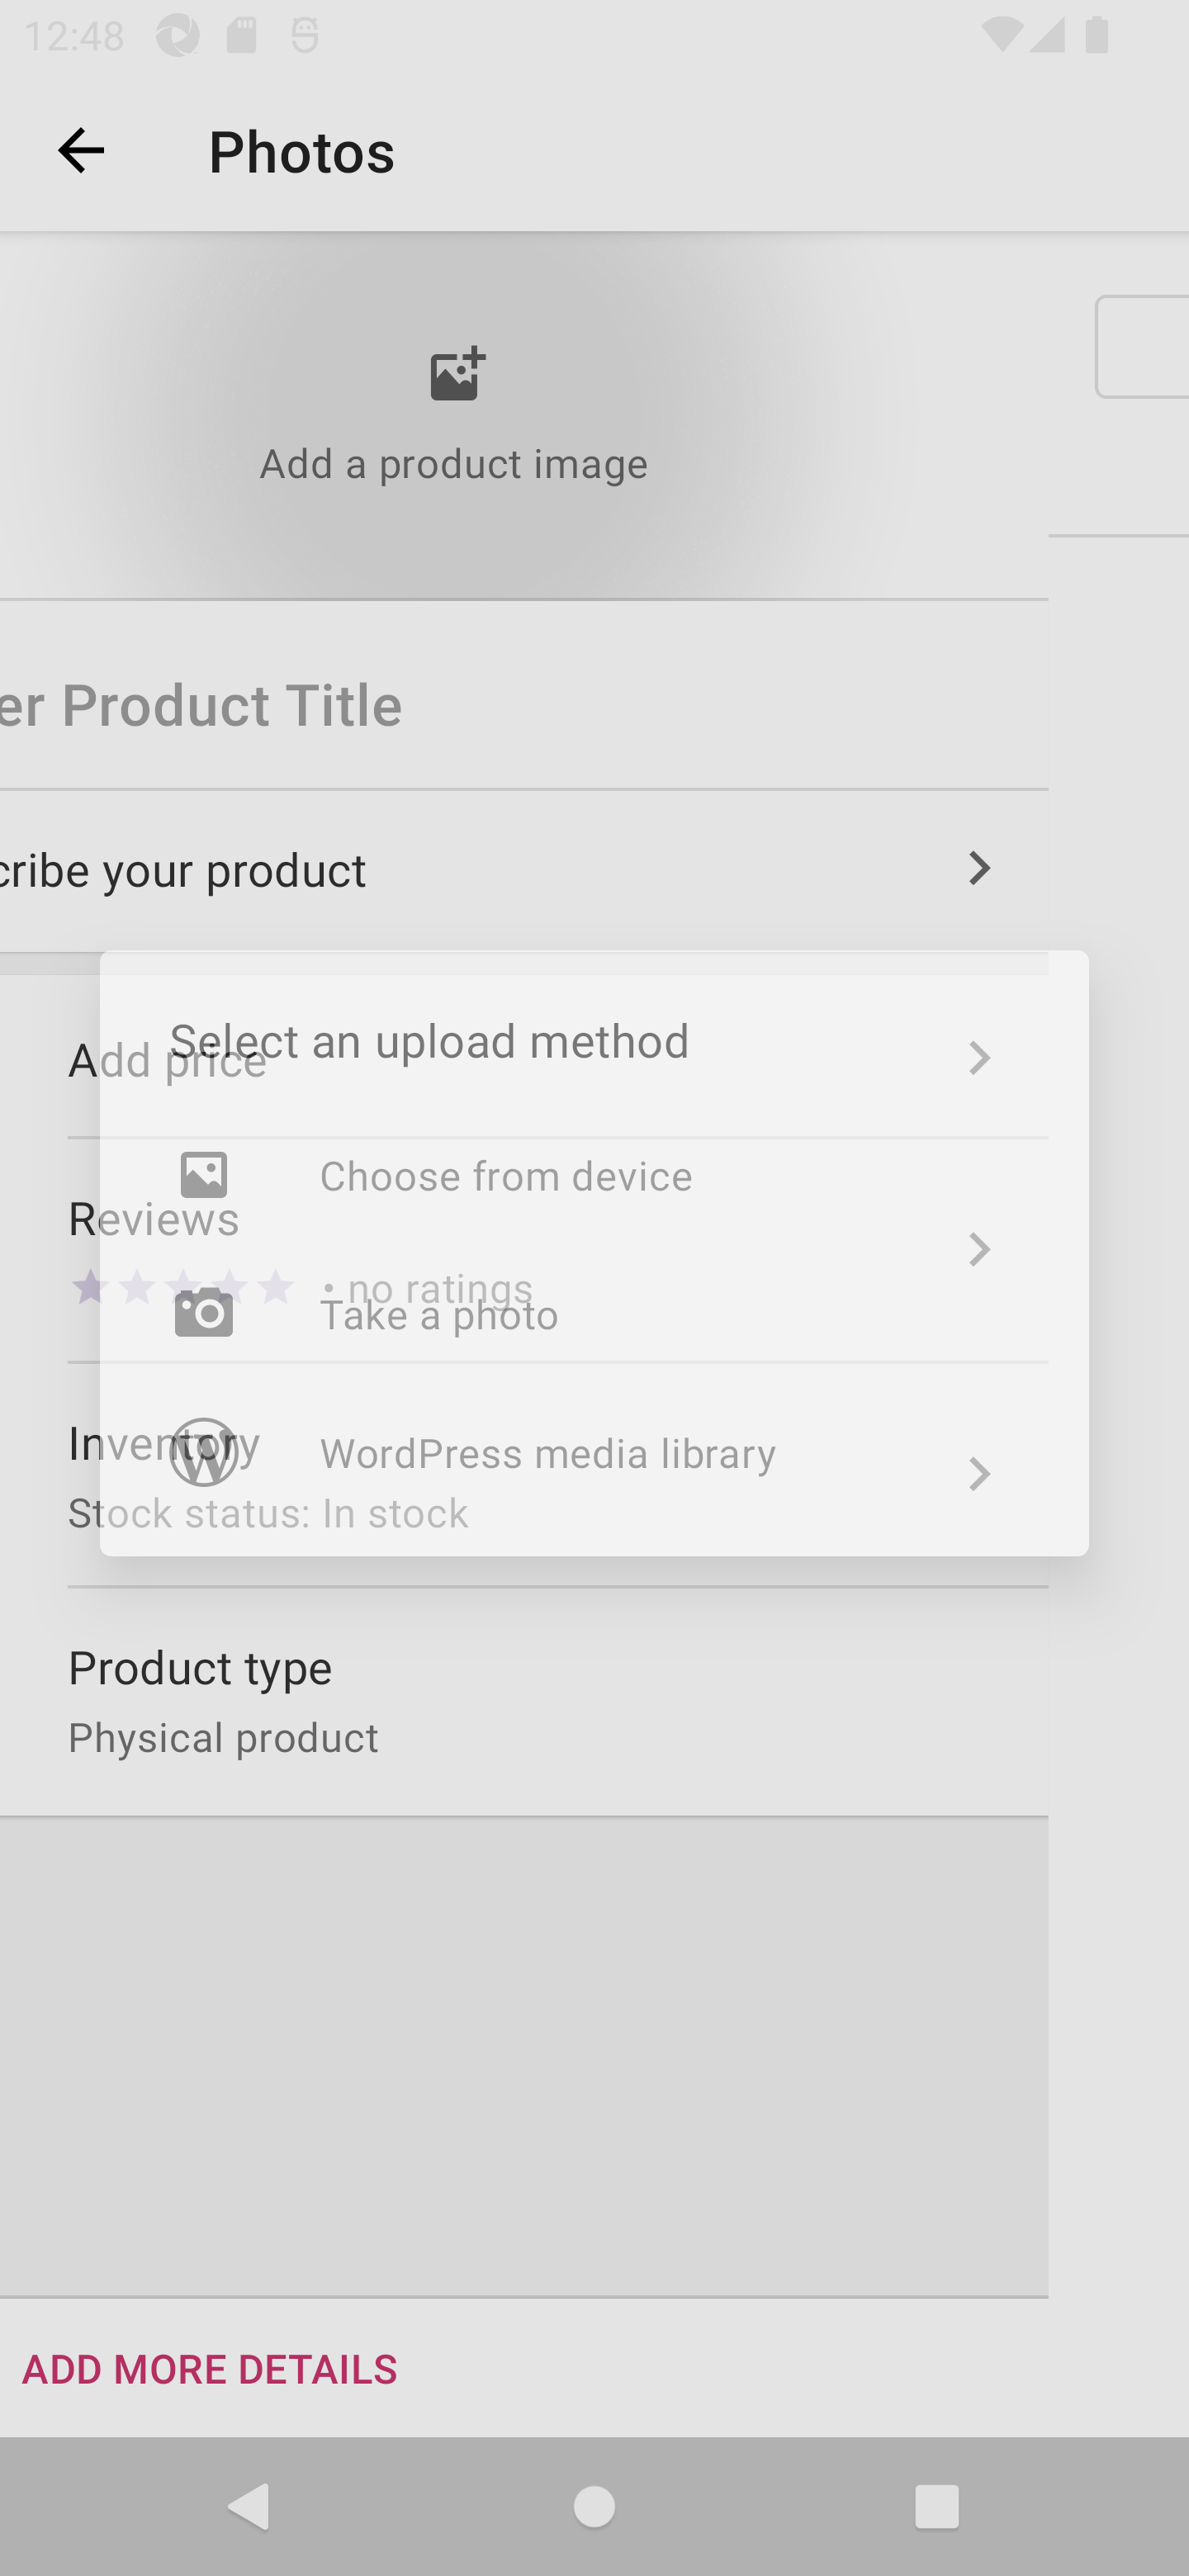 12:48
Photos
Add a product image
er Product Title
cribe your product
Select an upload method
Add price
Choose from device
Reviews
• no ratings
Take a photo
Inventory
WordPress media library
Stock status: In stock
Product type
Physical product
ADD MORE DETAILS